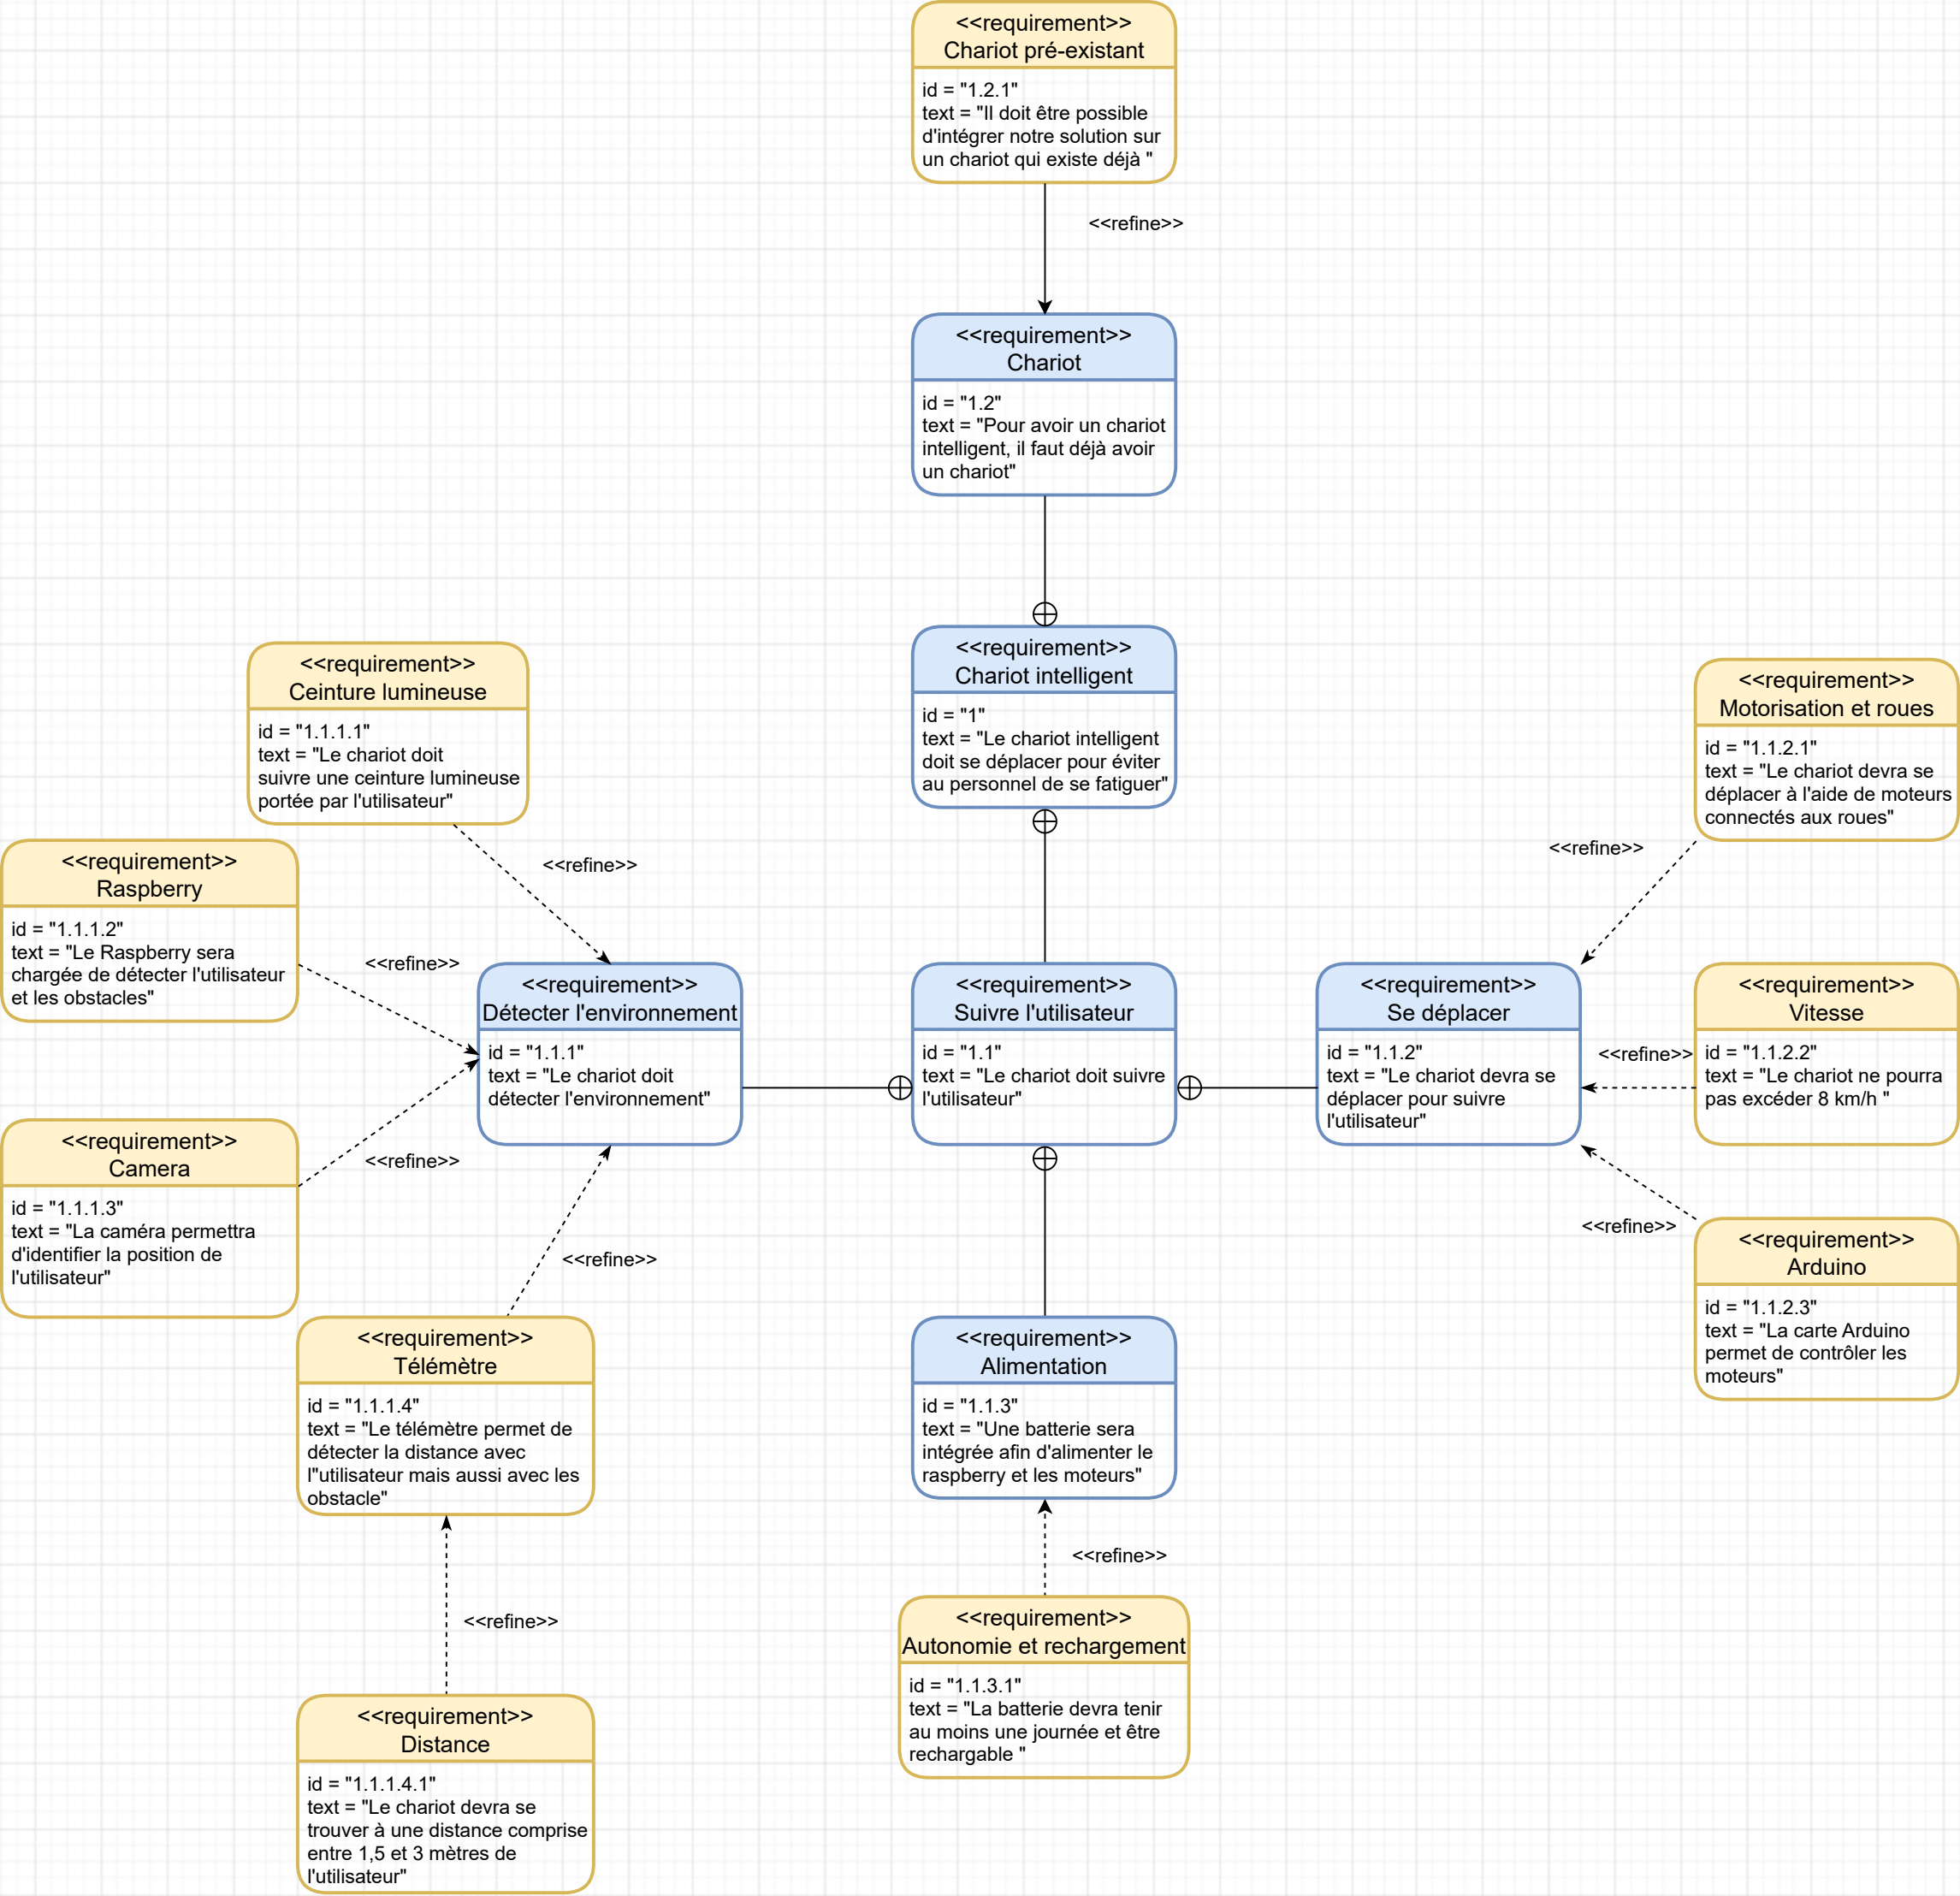 <<requirement>>
Chariot pré-existant
id = "1.2.1"
text = "Il doit être possible
d'intégrer notre solution sur
un chariot qui existe déjà "
<<refine>>
<<requirement>>
Chariot
id = "1.2"
text = "Pour avoir un chariot
intelligent, il faut déjà avoir
un chariot"
<<requirement>>
Chariot intelligent
id = "1"
text = "Le chariot intelligent
doit se déplacer pour éviter
au personnel de se fatiguer"
<<requirement>>
Ceinture lumineuse
id = "1.1.1.1"
text = "Le chariot doit
suivre une ceinture lumineuse
portée par l'utilisateur"
<<refine>>
<<requirement>>
Motorisation et roues
id = "1.1.2.1"
text = "Le chariot devra se
déplacer à l'aide de moteurs
connectés aux roues"
<<refine>>
<<requirement>>
Raspberry
id = "1.1.1.2"
text = "Le Raspberry sera
chargée de détecter l'utilisateur
et les obstacles"
<<refine>>
<<requirement>>
Détecter l'environnement
id = "1.1.1"
text = "Le chariot doit
détecter l'environnement"
<<requirement>>
Suivre l'utilisateur
id = "1.1"
text = "Le chariot doit suivre
l'utilisateur"
<<requirement>>
Se déplacer
id = "1.1.2"
text = "Le chariot devra se
déplacer pour suivre
l'utilisateur"
<<refine>>
<<requirement>>
Vitesse
id = "1.1.2.2"
text = "Le chariot ne pourra
pas excéder 8 km/h "
<<requirement>>
Camera
id = "1.1.1.3"
text = "La caméra permettra
d'identifier la position de
l'utilisateur"
<<refine>>
<<refine>>
<<refine>>
<<requirement>>
Arduino
id = "1.1.2.3"
text = "La carte Arduino
permet de contrôler les
moteurs"
<<requirement>>
Télémètre
id = "1.1.1.4"
text = "Le télémètre permet de
détecter la distance avec
l"utilisateur mais aussi avec les
obstacle"
<<requirement>>
Alimentation
id = "1.1.3"
text = "Une batterie sera
intégrée afin d'alimenter le
raspberry et les moteurs"
<<refine>>
<<refine>>
<<requirement>>
Autonomie et rechargement
id = "1.1.3.1"
text = "La batterie devra tenir
au moins une journée et être
rechargable "
<<requirement>>
Distance
id = "1.1.1.4.1"
text = "Le chariot devra se
trouver à une distance comprise
entre 1,5 et 3 mètres de
l'utilisateur"